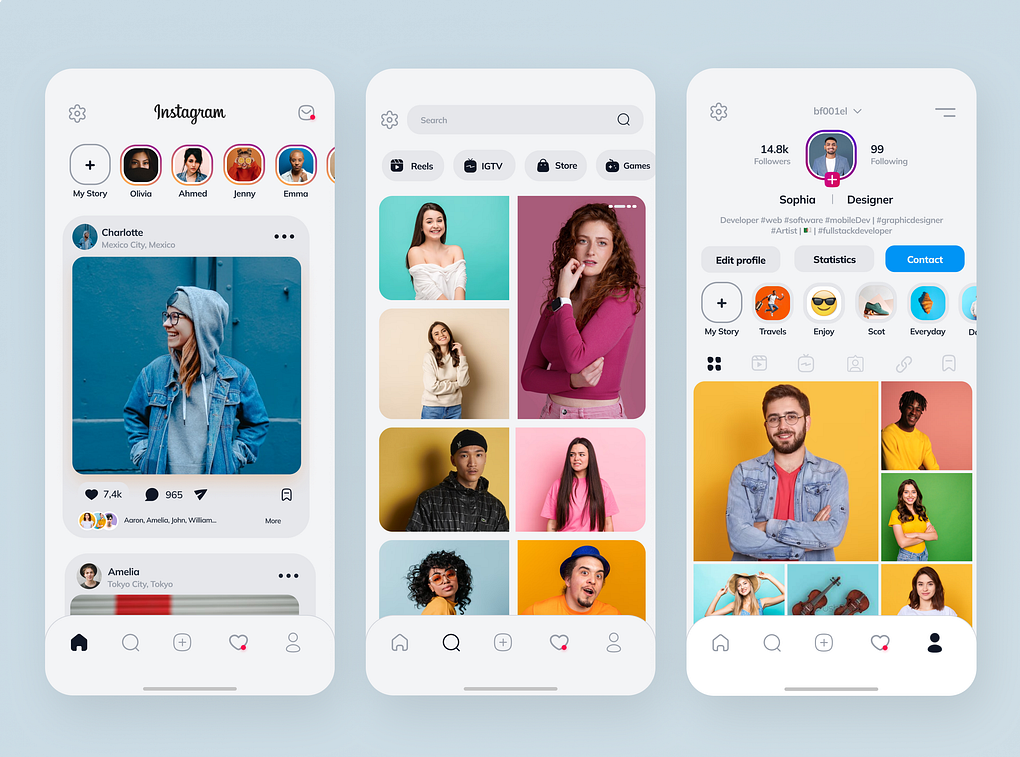 Instagram
My Story
Olivia
Ahmed
Jenny
Emma
Charlotte
Mexico City, Mexico
7,4k
965
Aaron, Amelia, John, William...
More
Amelia
Tokyo City, Tokyo
Search
Reels
IGTV
Store
Games
bf001el
14.8k
Followers
99
Following
Sophia | Designer
Developer #web #software #mobileDev | #graphicdesigner
#Artist | | #fullstackdeveloper
Edit profile
Statistics
Contact
My Story
Travels
Enjoy
Scot
Everyday